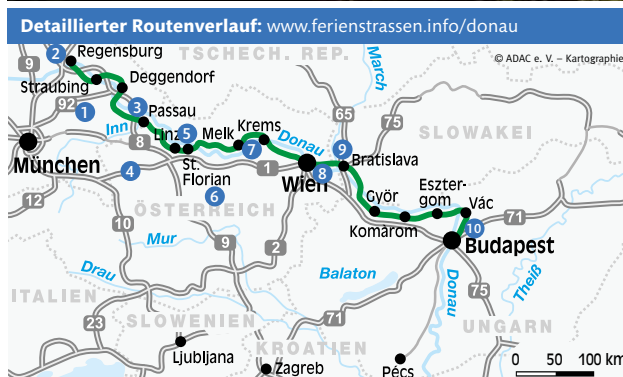 Detaillierter Routenverlauf: www.ferienstrassen.info/donau
© ADAC e. V. – Kartographie
2
Regensburg
TSCHECH. REP.
March
9
Deggendorf
Straubing
92
1
3
Passau
65
75
SLOWAKEI
Inn
Linz
5
Melk
Krems
Donau
9
8
7
Bratislava
München
4
St.
Florian
1
Wien
8
12
6
ÖSTERREICH
Györ
Eszter-
gom
Vác
71
10
Komárom
10
Mur
9
2
Budapest
Drau
Balaton
Donau
Theiß
75
ITALIEN
23
SLOWENIEN
71
UNGARN
Ljubljana
KROATIEN
Zagreb
Pécs
0 50 100 km